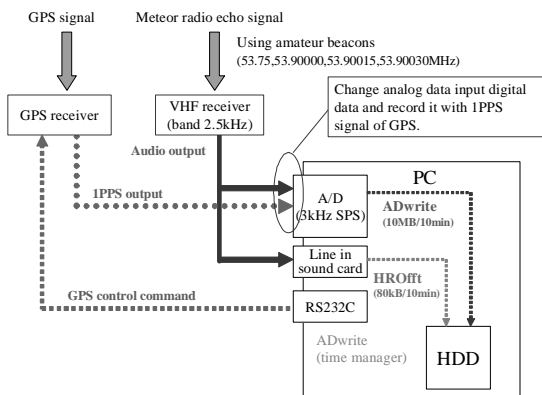 GPS signal
Meteor radio echo signal
Using amateur beacons
(53.75,53.90000,53.90015,53.90030MHz)
GPS receiver
VHF receiver
(band 2.5kHz)
Change analog data input digital
data and record it with 1PPS
signal of GPS.
Audio output
1PPS output
PC
A/D
(3kHz SPS)
ADwrite
(10MB/10min)
Line in
sound card
HROfft
(80kB/10min)
GPS control command
RS232C
ADwrite
(time manager)
HDD